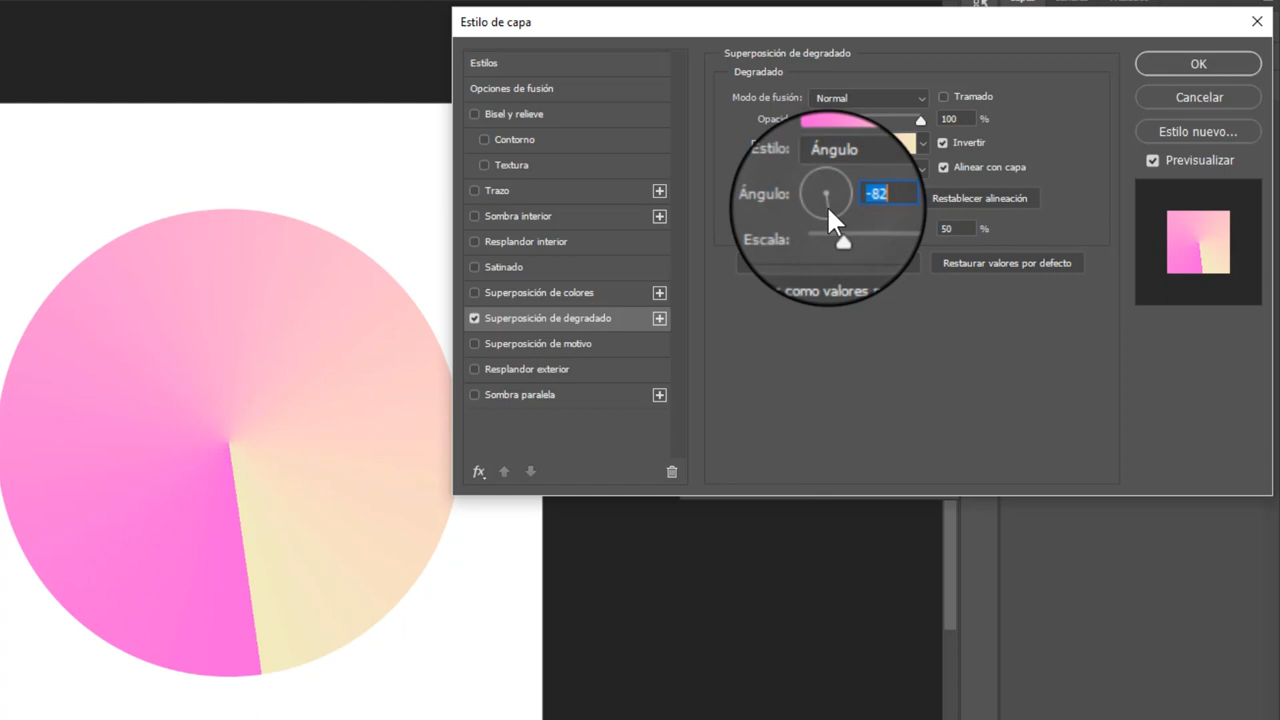 Estilo de capa
Estilos
Opciones de fusión
Bisel y relieve
Contorno
Textura
Trazo
Sombra interior
Resplandor interior
Satinado
Superposición de colores
Superposición de degradado
Superposición de motivo
Resplandor exterior
Sombra paralela
fx
Superposición de degradado
Degradado
Modo de fusión: Normal Tramado
Opacid 100 %
Invertir
Estilo: Ángulo Alinear con capa
Ángulo: -82 Restablecer alineación
Escala: 50 %
Restaurar valores por defecto
como valores
OK
Cancelar
Estilo nuevo...
Previsualizar